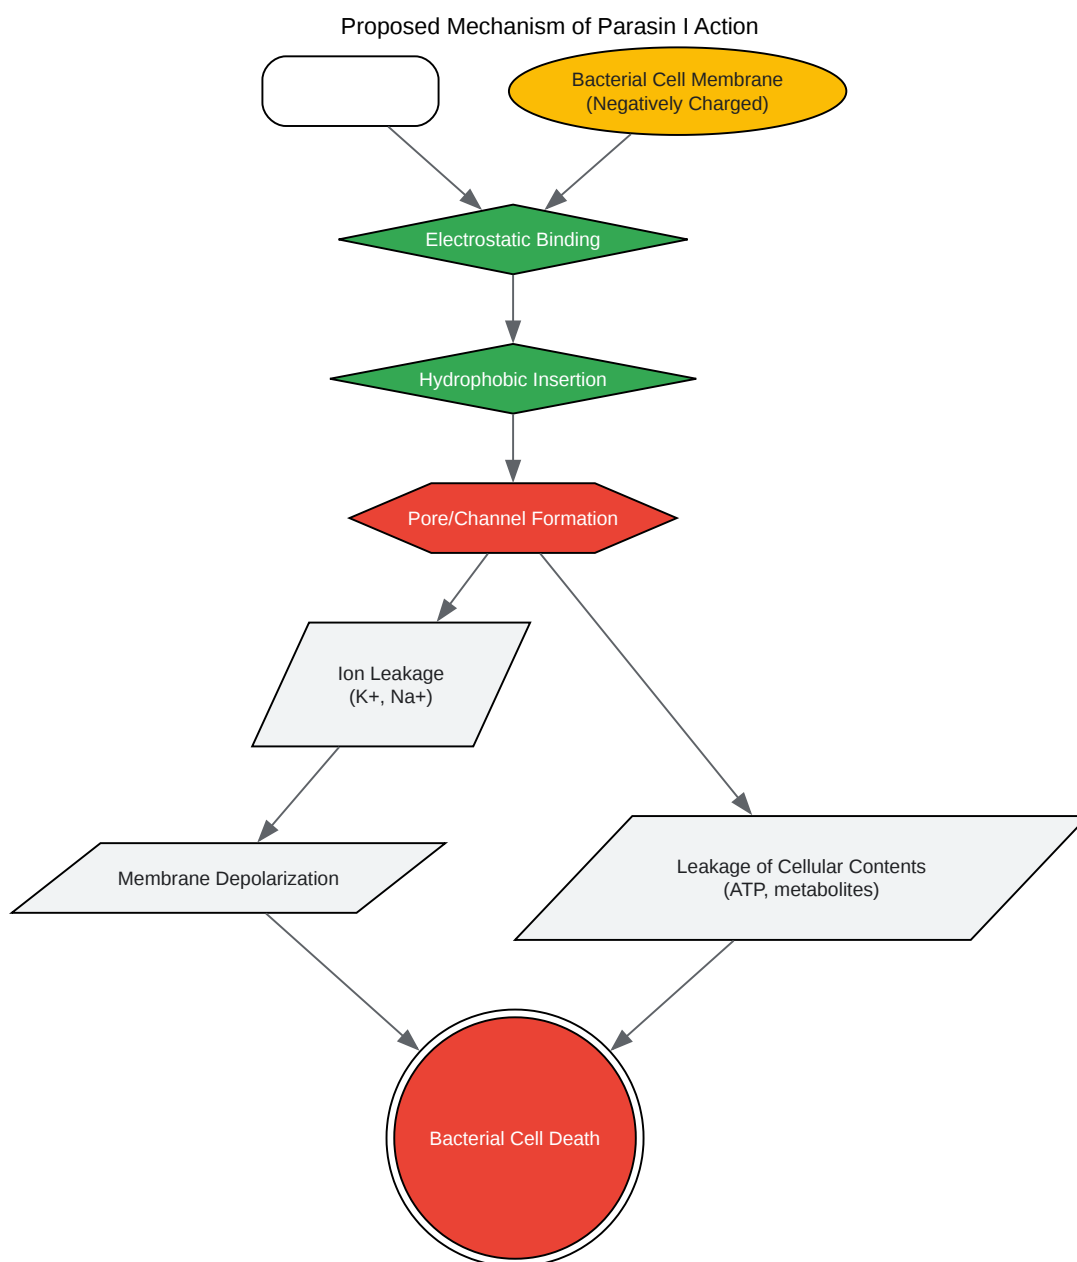 Proposed Mechanism of Parasin I Action
Bacterial Cell Membrane
(Negatively Charged)
Electrostatic Binding
Hydrophobic Insertion
Pore/Channel Formation
Ion Leakage
(K+, Na+)
Membrane Depolarization
Leakage of Cellular Contents
(ATP, metabolites)
Bacterial Cell Death